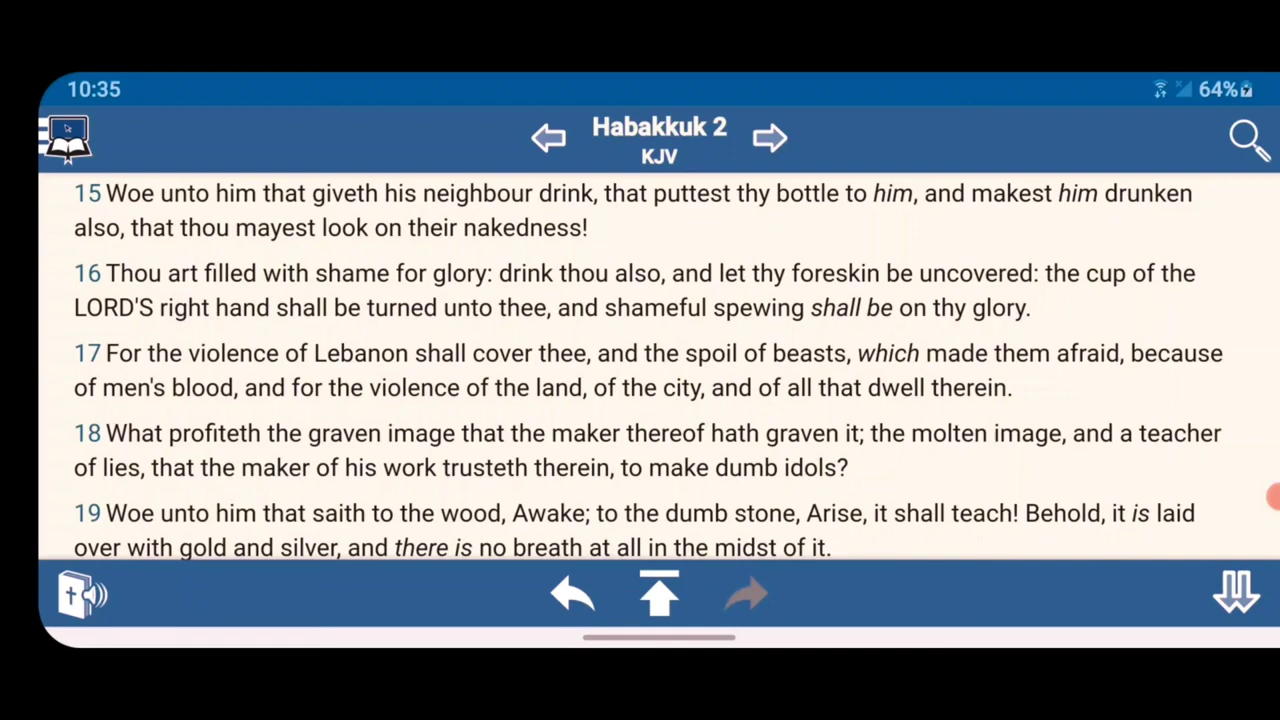 10:35
64%
Habakkuk 2
KJV
15 Woe unto him that giveth his neighbour drink, that puttest thy bottle to him, and makest him drunken
also, that thou mayest look on their nakedness!
16 Thou art filled with shame for glory: drink thou also, and let thy foreskin be uncovered: the cup of the
LORD'S right hand shall be turned unto thee, and shameful spewing shall be on thy glory.
17 For the violence of Lebanon shall cover thee, and the spoil of beasts, which made them afraid, because
of men's blood, and for the violence of the land, of the city, and of all that dwell therein.
18 What profiteth the graven image that the maker thereof hath graven it; the molten image, and a teacher
of lies, that the maker of his work trusteth therein, to make dumb idols?
19 Woe unto him that saith to the wood, Awake; to the dumb stone, Arise, it shall teach! Behold, it is laid
over with gold and silver, and there is no breath at all in the midst of it.